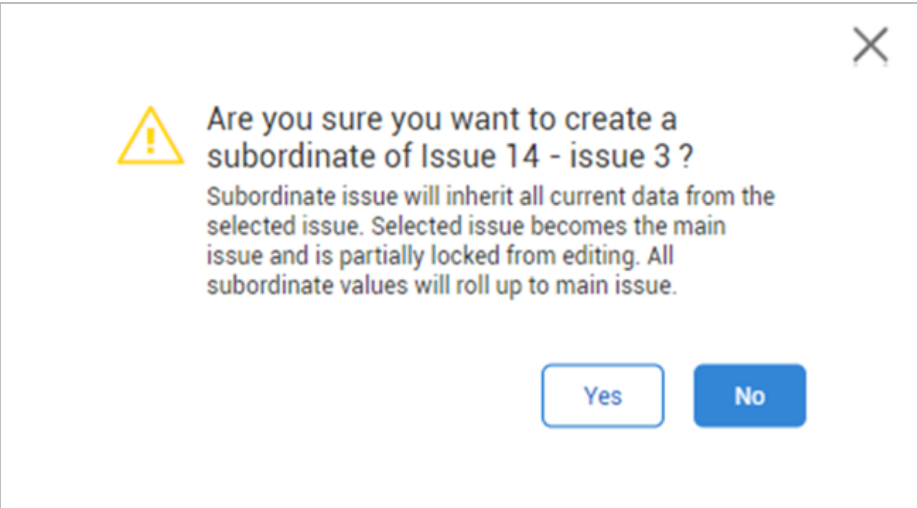 Are you sure you want to create a
subordinate of Issue 14 - issue 3 ?
Subordinate issue will inherit all current data from the
selected issue. Selected issue becomes the main
issue and is partially locked from editing. All
subordinate values will roll up to main issue.
Yes No